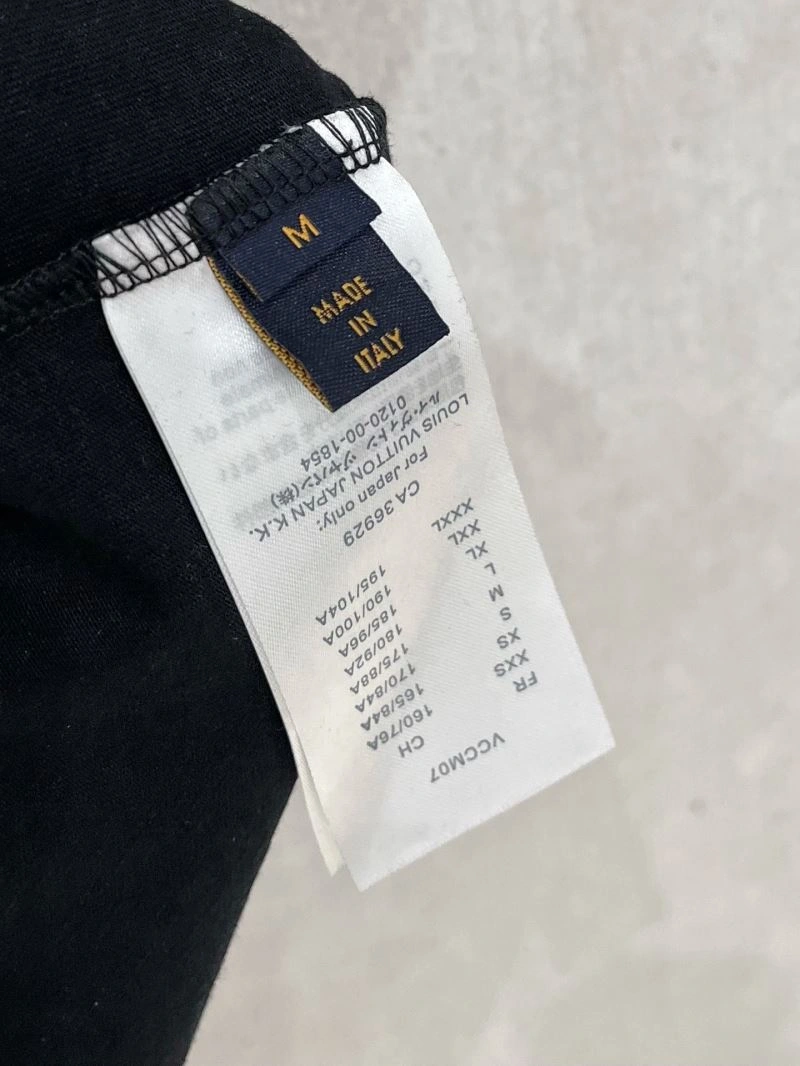 M
MADE
IN
ITALY
VCCM07
FR CH
XXS 160/76A
XS 165/84A
S 170/84A
M 175/88A
L 180/92A
XL 185/96A
XXL 190/100A
XXXL 195/104A
CA 36929
For Japan only:
LOUIS VUITTON JAPAN K.K.
ルイ・ヴィトン ジャパン(株)
0120-00-1854